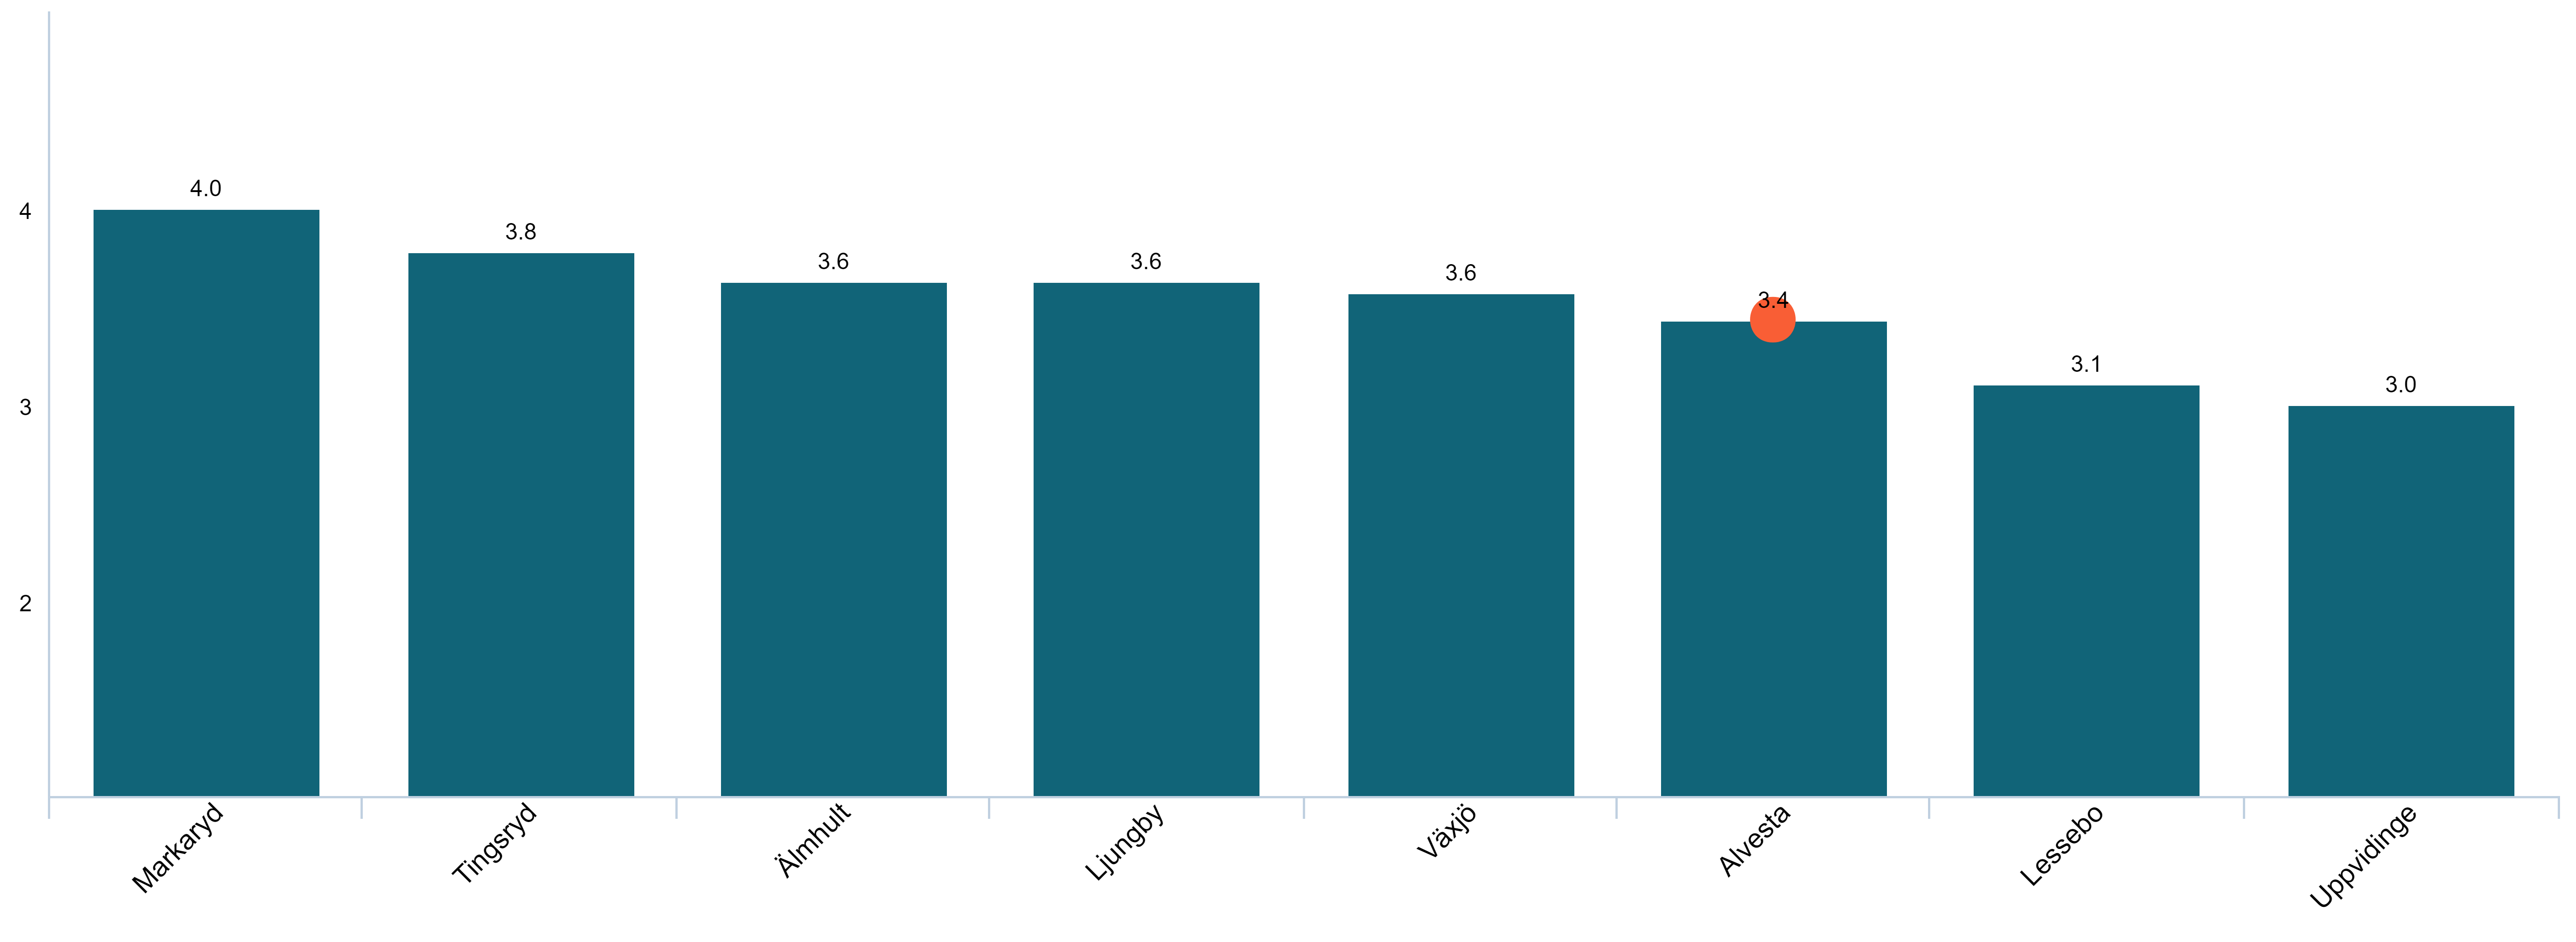 4.0
3.8
3.6
3.6
3.6
3.4
3.1
3.0
4
3
2
Markaryd
Tingsryd
Älmhult
Ljungby
Växjö
Alvesta
Lessebo
Uppvidinge